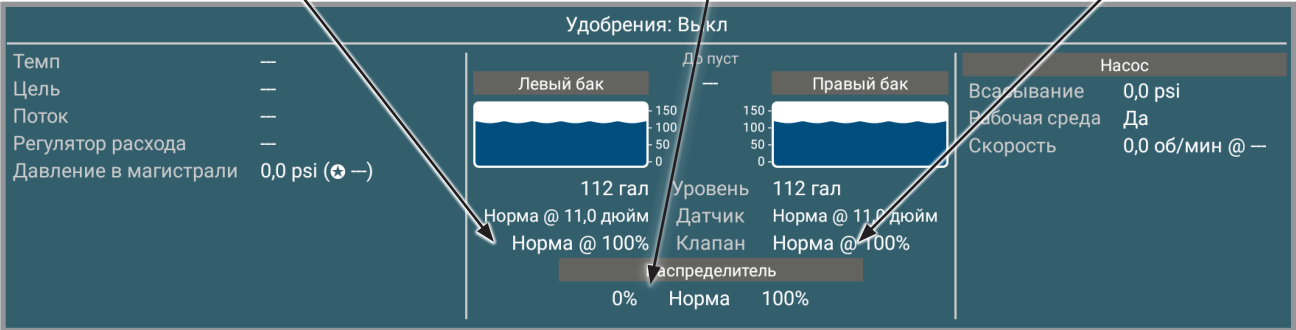 Удобрения: Выкл
Темп ---
Цель ---
Поток ---
Регулятор расхода ---
Давление в магистрали 0,0 psi (✪ ---)
До пуст
---
Левый бак
Правый бак
150 150
100 100
50 50
0 0
112 гал Уровень 112 гал
Норма @ 11,0 дюйм Датчик Норма @ 11,0 дюйм
Норма @ 100% Клапан Норма @ 100%
Распределитель
0% Норма 100%
Насос
Всасывание 0,0 psi
Рабочая среда Да
Скорость 0,0 об/мин @ ---